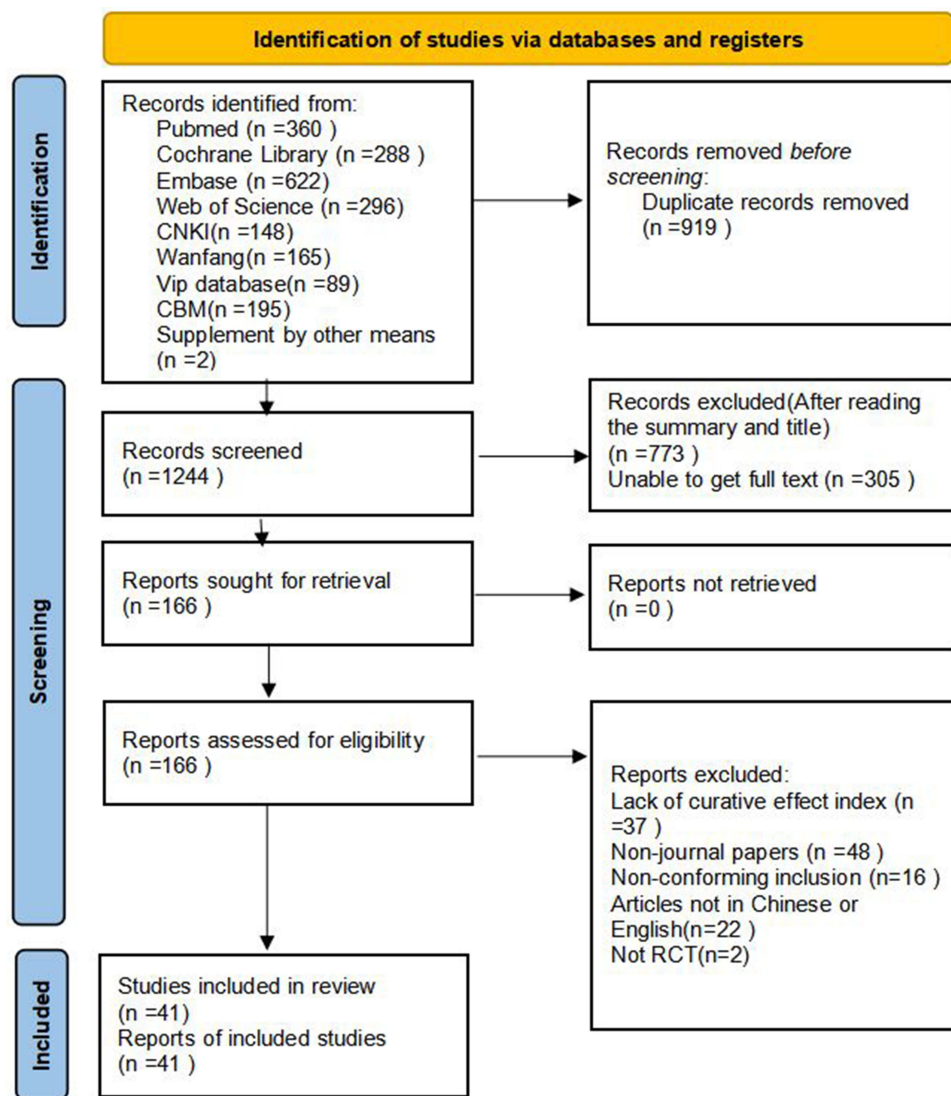 Identification of studies via databases and registers
Identification
Records identified from:
Pubmed (n =360 )
Cochrane Library (n =288 )
Embase (n =622)
Web of Science (n =296)
CNKI(n =148)
Wanfang(n =165)
Vip database(n =89)
CBM(n =195)
Supplement by other means
(n =2)
Records removed before
screening:
Duplicate records removed
(n =919 )
Screening
Records screened
(n =1244 )
Records excluded(After reading
the summary and title)
(n =773 )
Unable to get full text (n =305 )
Reports sought for retrieval
(n =166 )
Reports not retrieved
(n =0 )
Reports assessed for eligibility
(n =166 )
Reports excluded:
Lack of curative effect index (n
=37 )
Non-journal papers (n =48 )
Non-conforming inclusion (n=16 )
Articles not in Chinese or
English(n=22 )
Not RCT(n=2)
Included
Studies included in review
(n =41)
Reports of included studies
(n =41 )